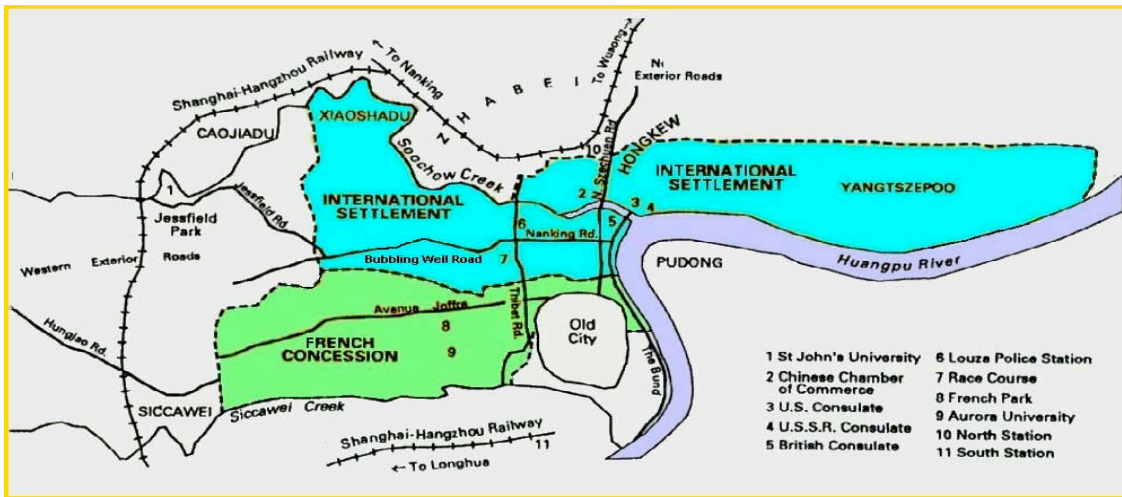 Shanghai-Hangzhou Railway
To Nanking
ZHABEI
To Wusong
Exterior Roads
CAOJIADU
XIAOSHADU
Soochow Creek
10
N. Szechuen Rd.
HONGKEW
1
Jessfield
Park
Jessfield Rd.
INTERNATIONAL
SETTLEMENT
2
3
4
5
6
INTERNATIONAL
SETTLEMENT
YANGTSZEPOO
Nanking Rd.
Western Exterior Roads
Bubbling Well Road
7
PUDONG
Huangpu River
Hungjao Rd.
Avenue Joffre
8
Thibet Rd.
Old
City
FRENCH
CONCESSION
9
The Bund
SICCAWEI
Siccawei Creek
Shanghai-Hangzhou Railway
11
To Longhua
1 St John's University
2 Chinese Chamber
of Commerce
3 U.S. Consulate
4 U.S.S.R. Consulate
5 British Consulate
6 Louza Police Station
7 Race Course
8 French Park
9 Aurora University
10 North Station
11 South Station